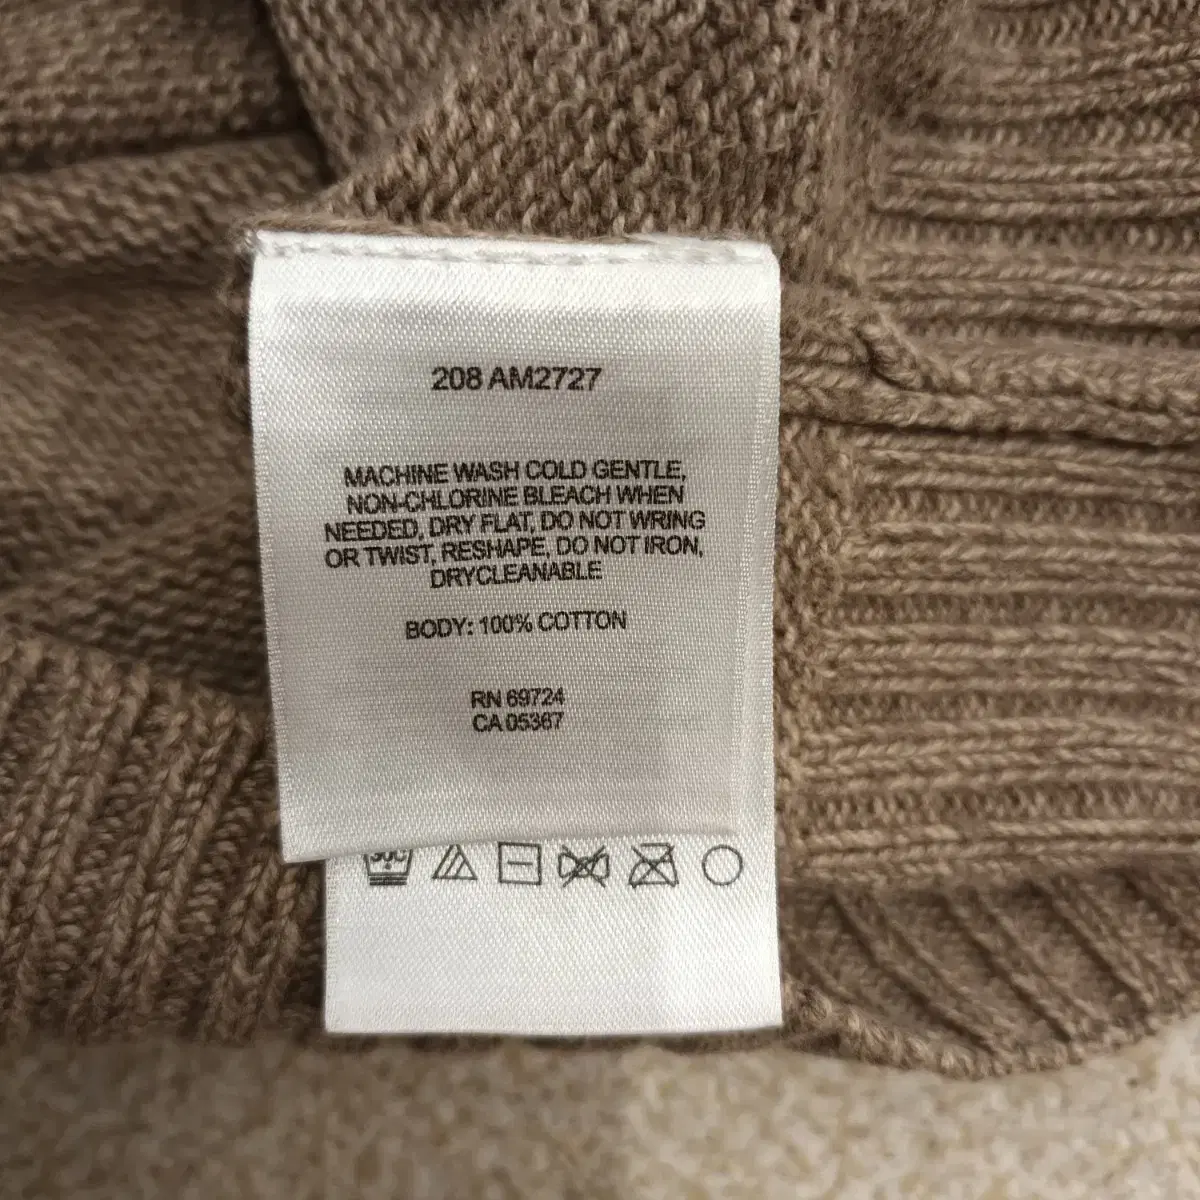 208 AM2727
MACHINE WASH COLD GENTLE,
NON-CHLORINE BLEACH WHEN
NEEDED, DRY FLAT, DO NOT WRING
OR TWIST, RESHAPE, DO NOT IRON,
DRYCLEANABLE
BODY: 100% COTTON
RN 69724
CA 05367